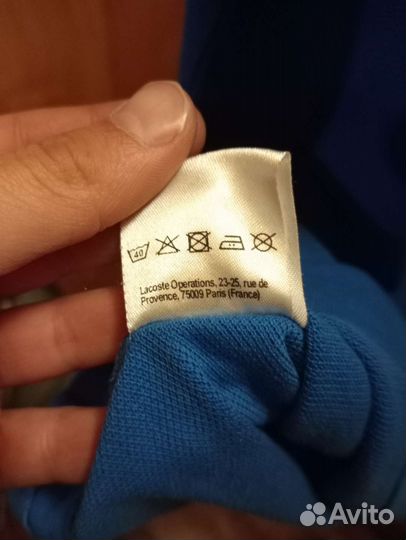 40
Lacoste Operations, 23-25, rue de
Provence, 75009 Paris (France)
Avito